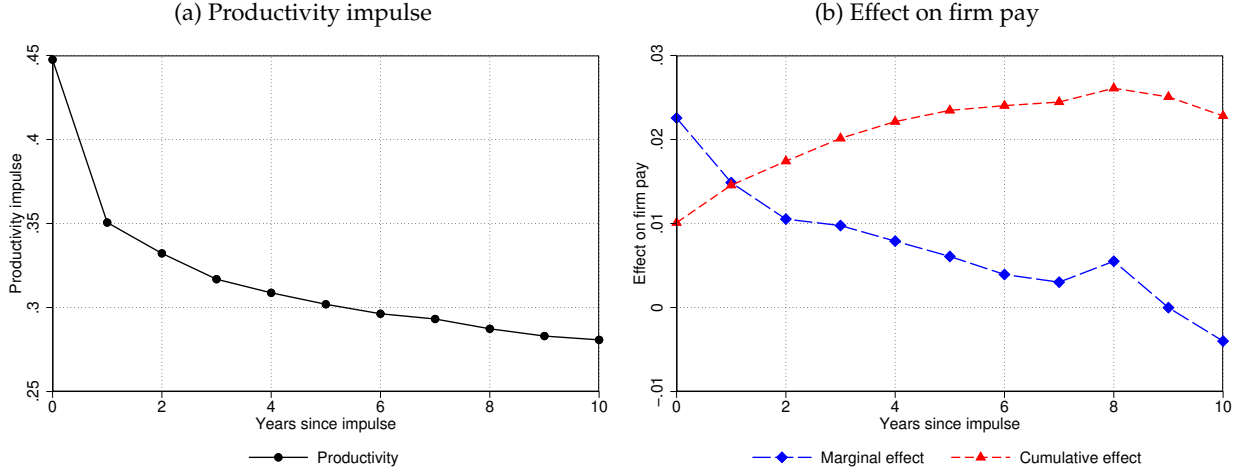 (a) Productivity impulse
Productivity impulse
.45
.4
.35
.3
.25
0 2 4 6 8 10
Years since impulse
Productivity
(b) Effect on firm pay
Effect on firm pay
.03
.02
.01
0
-.01
0 2 4 6 8 10
Years since impulse
Marginal effect Cumulative effect